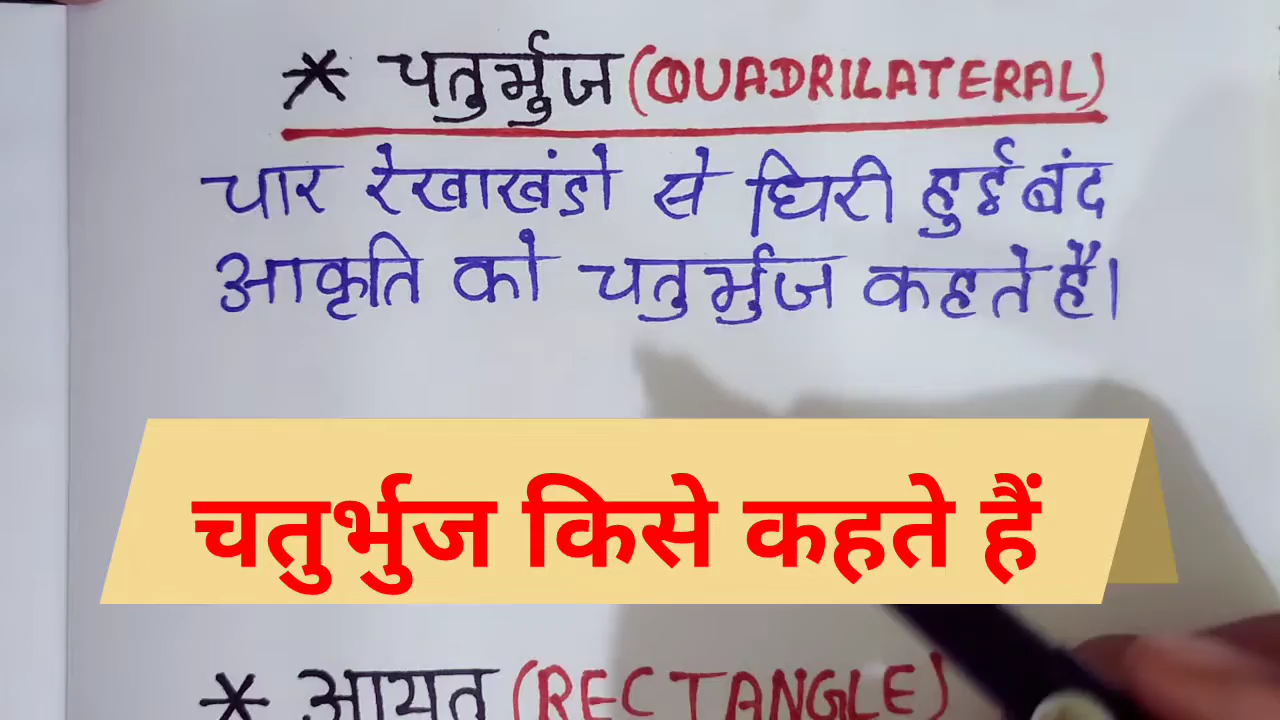 * चतुर्भुज (QUADRILATERAL)
चार रेखाखंडो से घिरी हुई बंद
आकृति को चतुर्भुज कहते है।
चतुर्भुज किसे कहते हैं
* आयत (RECTANGLE)